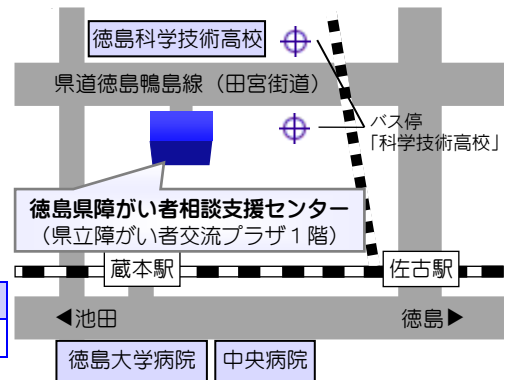 徳島科学技術高校
県道徳島鴨島線（田宮街道）
バス停
「科学技術高校」
徳島県障がい者相談支援センター
（県立障がい者交流プラザ１階）
蔵本駅
佐古駅
◀池田
徳島▶
徳島大学病院
中央病院